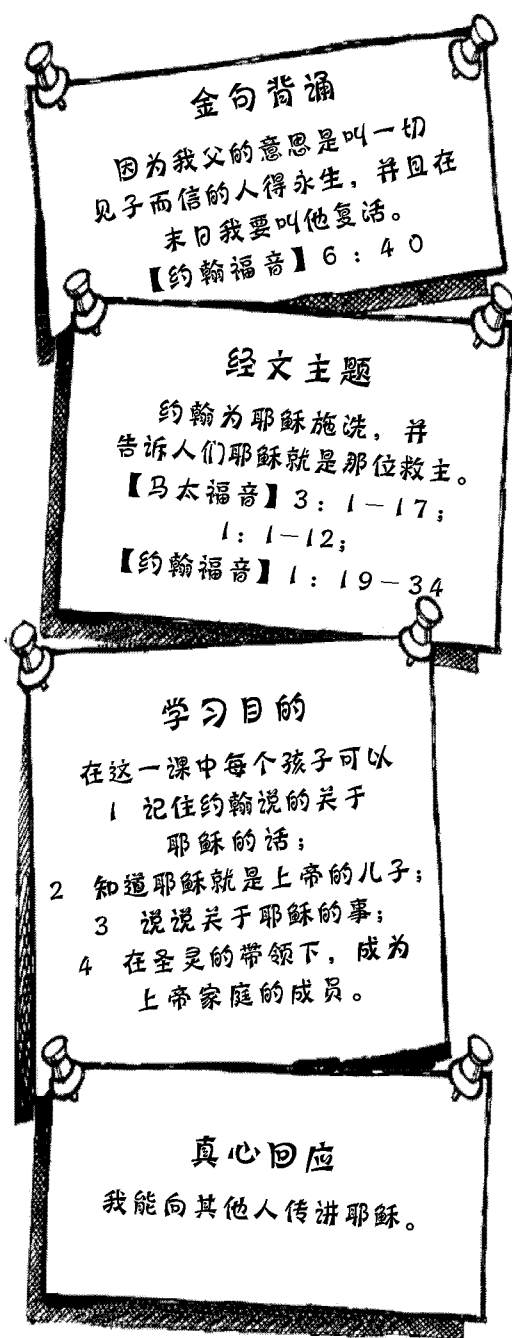 金句背诵
因为我父的意思是叫一切
见子而信的人得永生，并且在
末日我要叫他复活。
【约翰福音】6：40
经文主题
约翰为耶稣施洗，并
告诉人们耶稣就是那位救主。
【马太福音】3：1－17；
1：1－12；
【约翰福音】1：19－34
学习目的
在这一课中每个孩子可以
1 记住约翰说的关于
耶稣的话；
2 知道耶稣就是上帝的儿子；
3 说说关于耶稣的事；
4 在圣灵的带领下，成为
上帝家庭的成员。
真心回应
我能向其他人传讲耶稣。